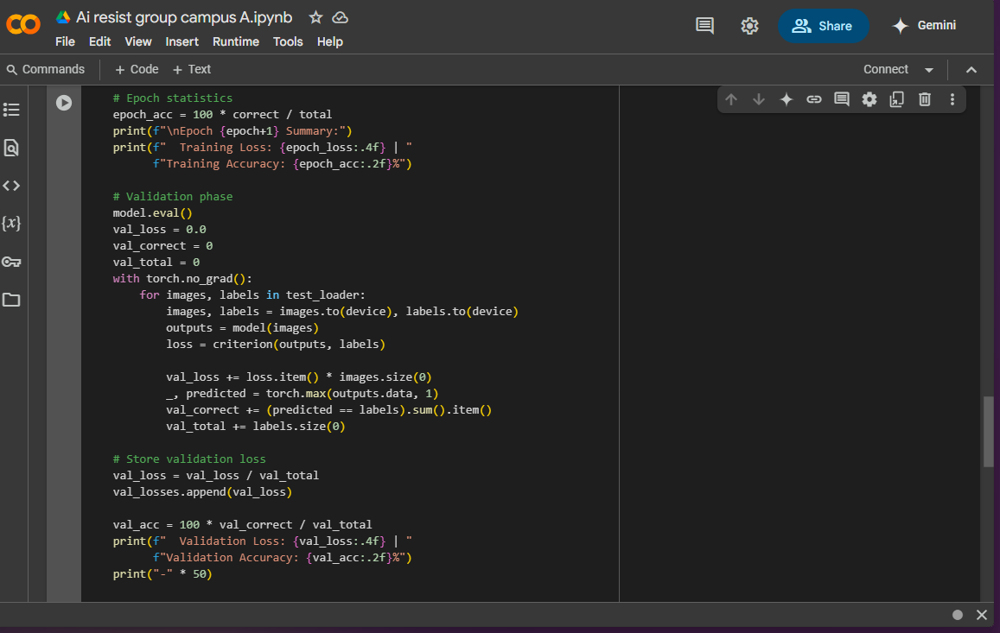 Ai resist group campus A.ipynb
File Edit View Insert Runtime Tools Help
Share
Gemini
Commands + Code + Text
Connect
# Epoch statistics
epoch_acc = 100 * correct / total
print(f"\nEpoch {epoch+1} Summary:")
print(f"  Training Loss: {epoch_loss:.4f} | "
      f"Training Accuracy: {epoch_acc:.2f}%")
# Validation phase
model.eval()
val_loss = 0.0
val_correct = 0
val_total = 0
with torch.no_grad():
    for images, labels in test_loader:
        images, labels = images.to(device), labels.to(device)
        outputs = model(images)
        loss = criterion(outputs, labels)
        val_loss += loss.item() * images.size(0)
        _, predicted = torch.max(outputs.data, 1)
        val_correct += (predicted == labels).sum().item()
        val_total += labels.size(0)
# Store validation loss
val_loss = val_loss / val_total
val_losses.append(val_loss)
val_acc = 100 * val_correct / val_total
print(f"  Validation Loss: {val_loss:.4f} | "
      f"Validation Accuracy: {val_acc:.2f}%")
print("-" * 50)